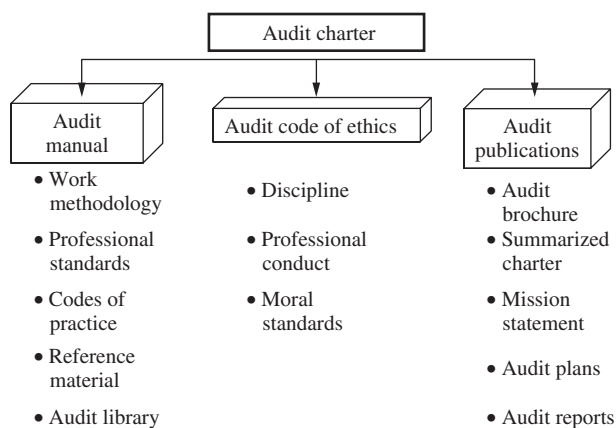 Audit charter
Audit
manual
• Work
methodology
• Professional
standards
• Codes of
practice
• Reference
material
• Audit library
Audit code of ethics
• Discipline
• Professional
conduct
• Moral
standards
Audit
publications
• Audit
brochure
• Summarized
charter
• Mission
statement
• Audit plans
• Audit reports